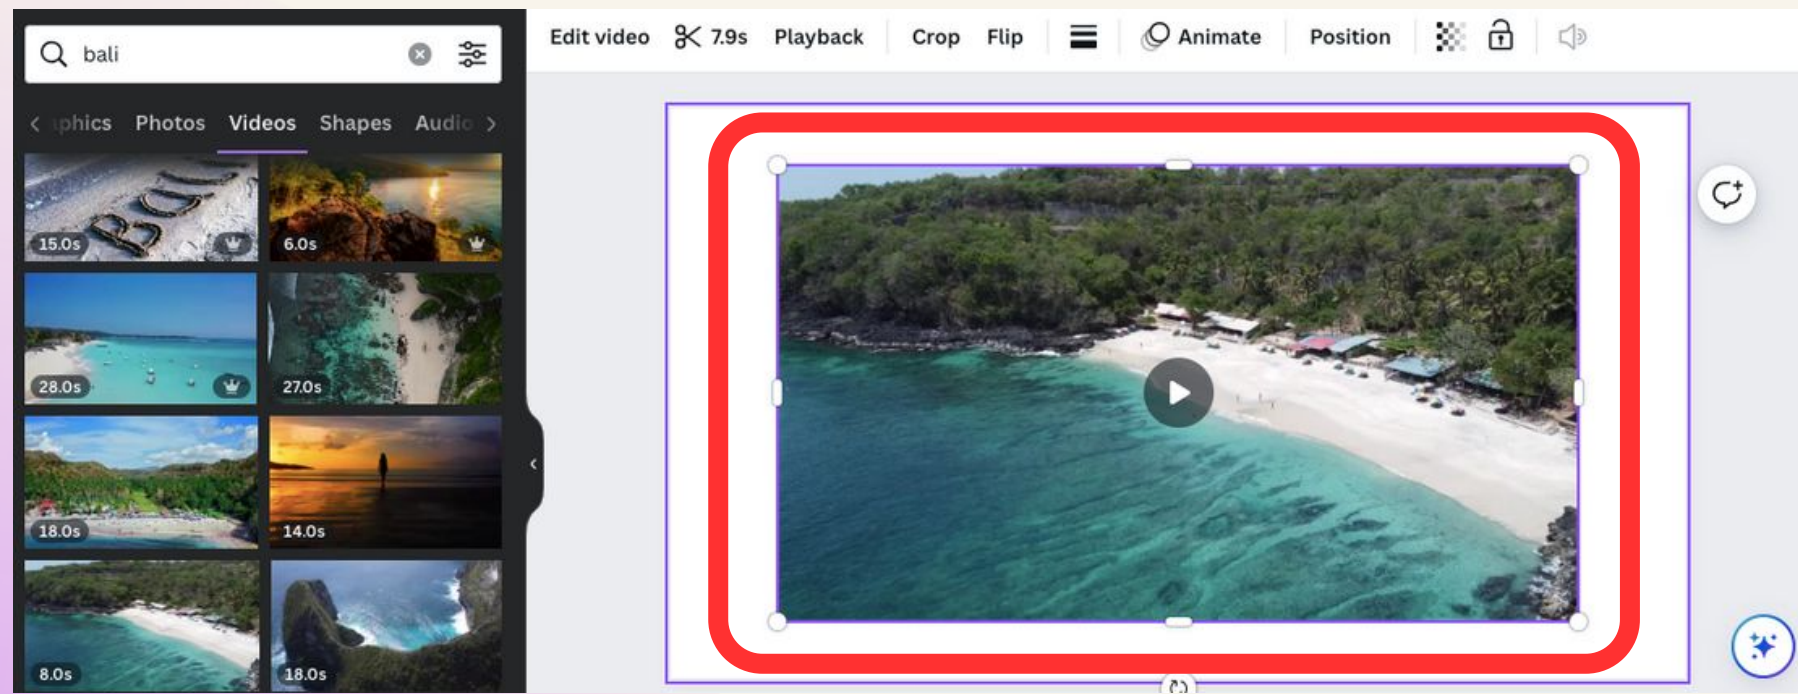 bali
Edit video 7.9s Playback Crop Flip Animate Position
phics Photos Videos Shapes Audio
Bali
15.0s 6.0s
28.0s 27.0s
18.0s 14.0s
8.0s 18.0s